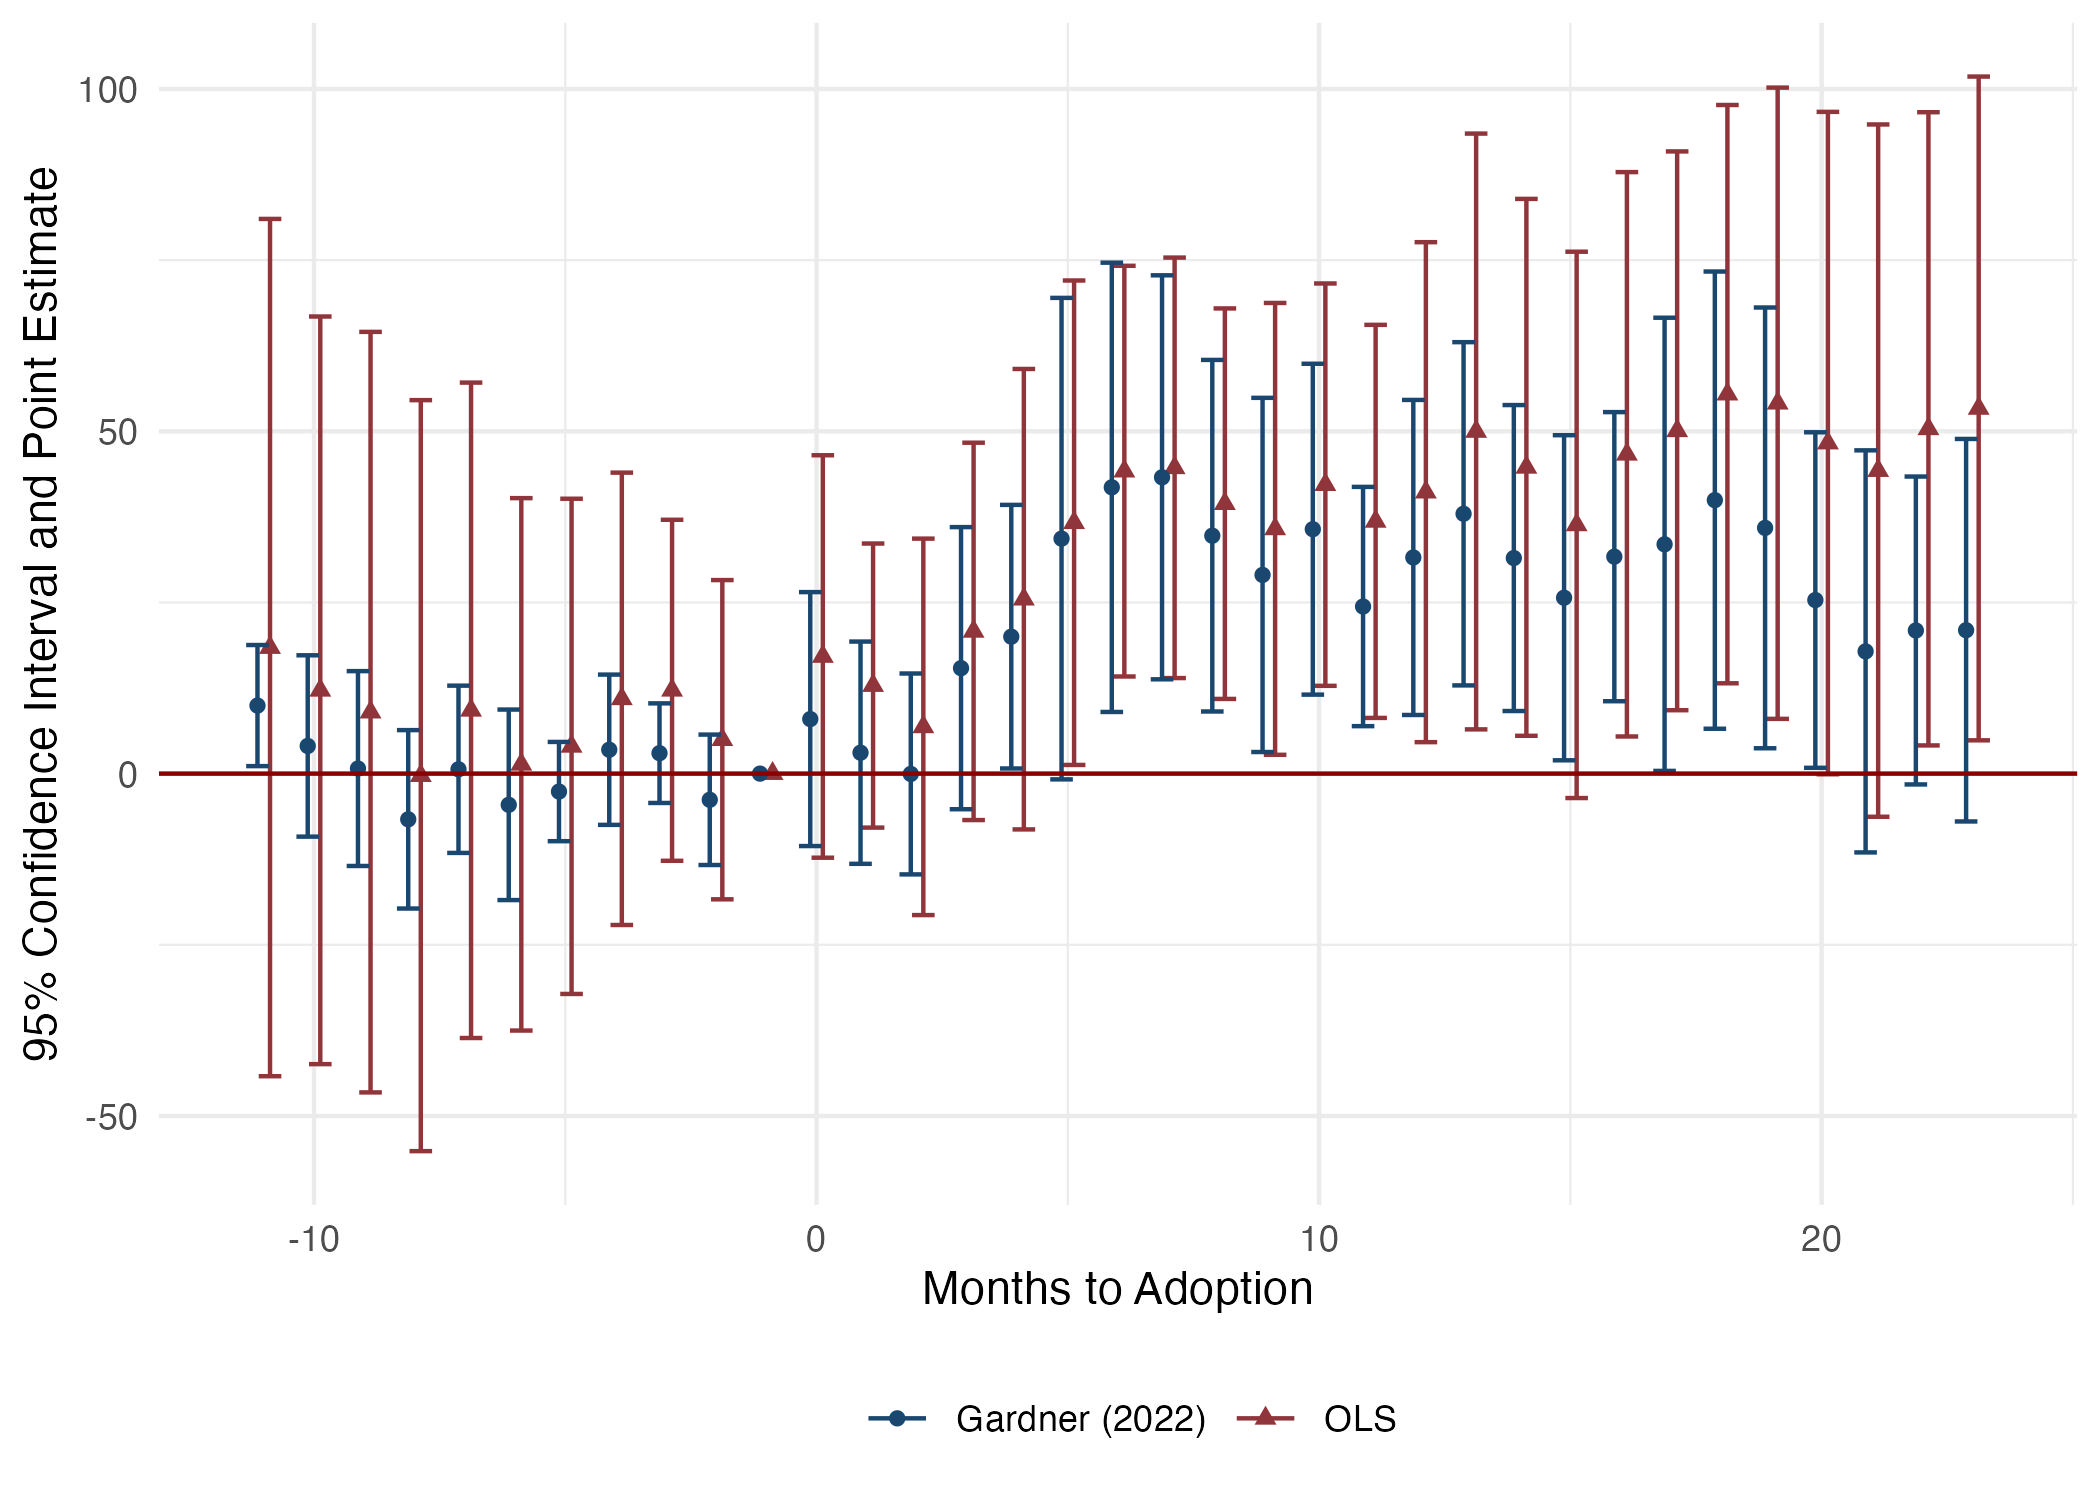 95% Confidence Interval and Point Estimate
100
50
0
-50
-10
0
10
20
Months to Adoption
Gardner (2022)
OLS